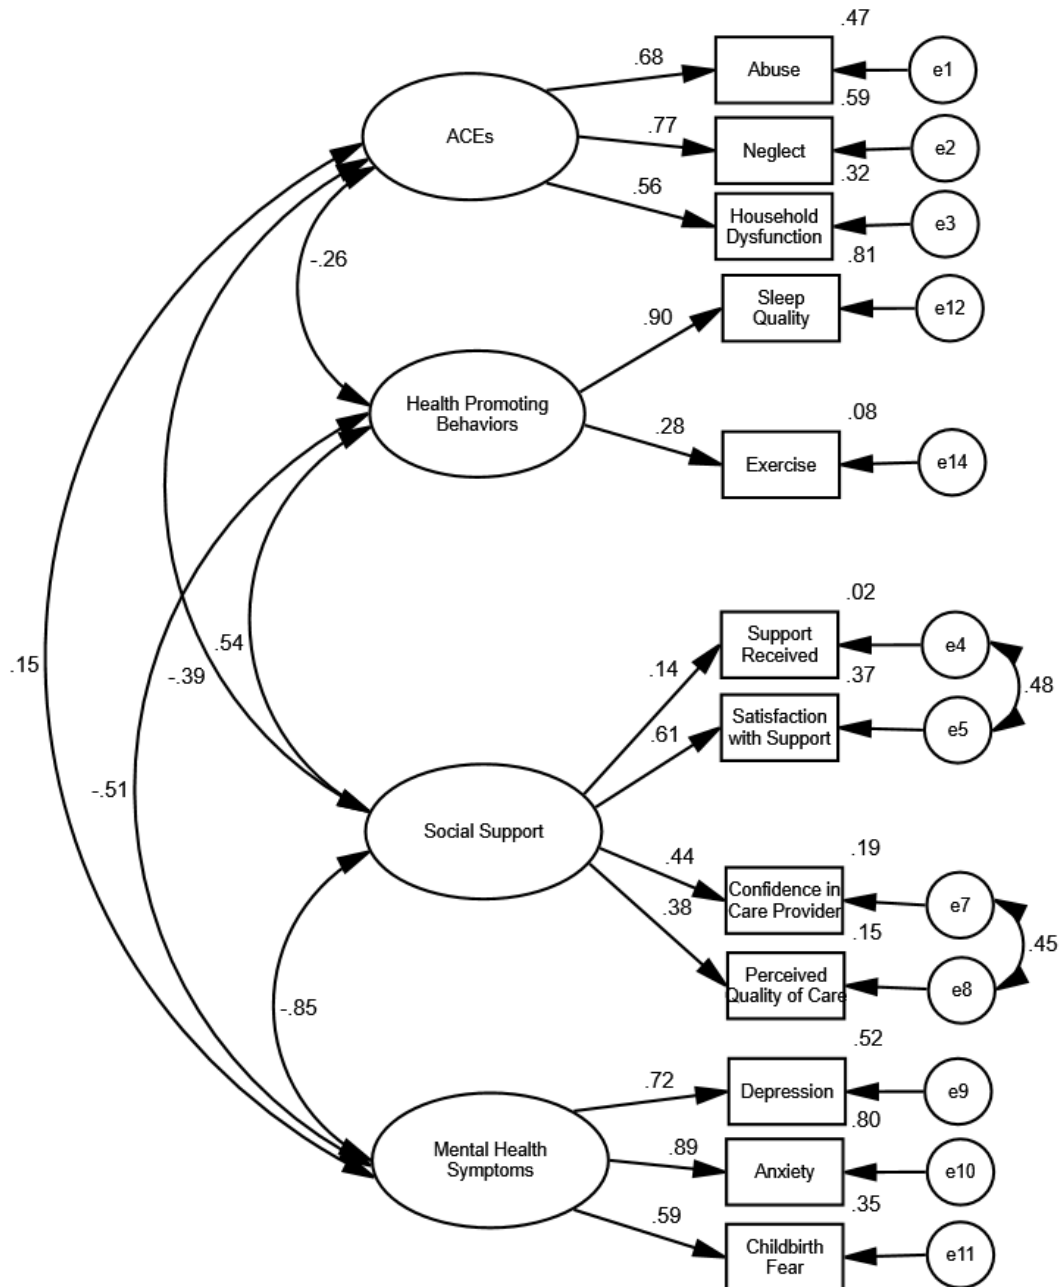 .47
.68
Abuse
e1
.59
ACEs
.77
Neglect
e2
.32
.56
Household
Dysfunction
e3
-.26
.81
Sleep
Quality
e12
.90
Health Promoting
Behaviors
.08
.28
Exercise
e14
.02
Support
Received
e4
.54
.15
-.39
.14
.37
.48
Satisfaction
with Support
e5
.61
-.51
Social Support
.19
.44
Confidence in
Care Provider
e7
.38
.15
.45
Perceived
Quality of Care
e8
-.85
.52
.72
Depression
e9
.80
Mental Health
Symptoms
.89
Anxiety
e10
.35
.59
Childbirth
Fear
e11